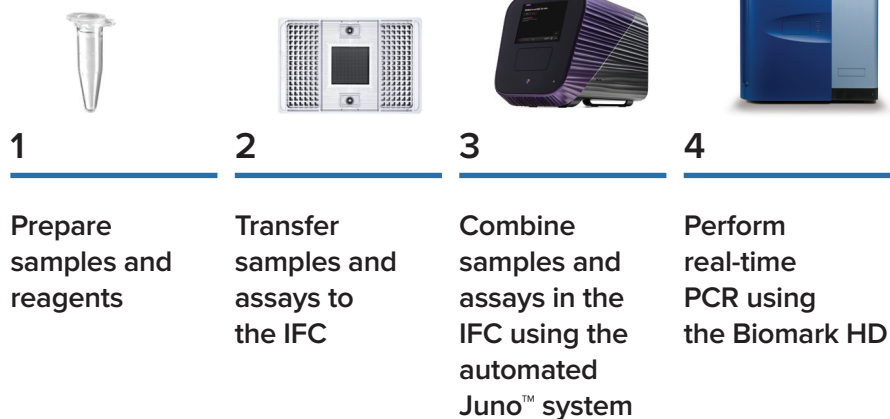 1
Prepare
samples and
reagents
2
Transfer
samples and
assays to
the IFC
3
Combine
samples and
assays in the
IFC using the
automated
Juno™ system
4
Perform
real-time
PCR using
the Biomark HD